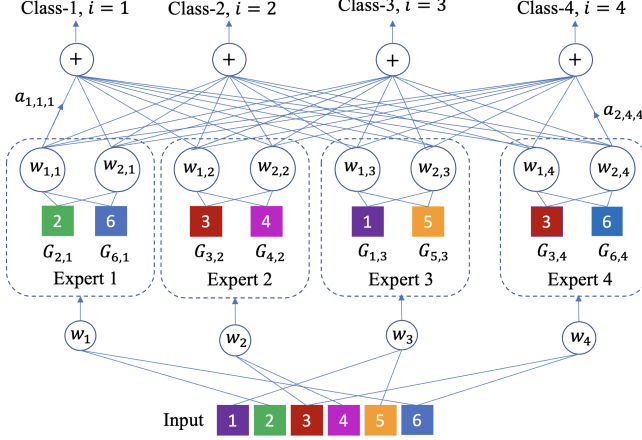 Class-1, i = 1 Class-2, i = 2 Class-3, i = 3 Class-4, i = 4
+ + + +
a1,1,1 a2,4,4
w1,1 w2,1 w1,2 w2,2 w1,3 w2,3 w1,4 w2,4
2 6 3 4 1 5 3 6
G2,1 G6,1 G3,2 G4,2 G1,3 G5,3 G3,4 G6,4
Expert 1 Expert 2 Expert 3 Expert 4
w1 w2 w3 w4
Input 1 2 3 4 5 6